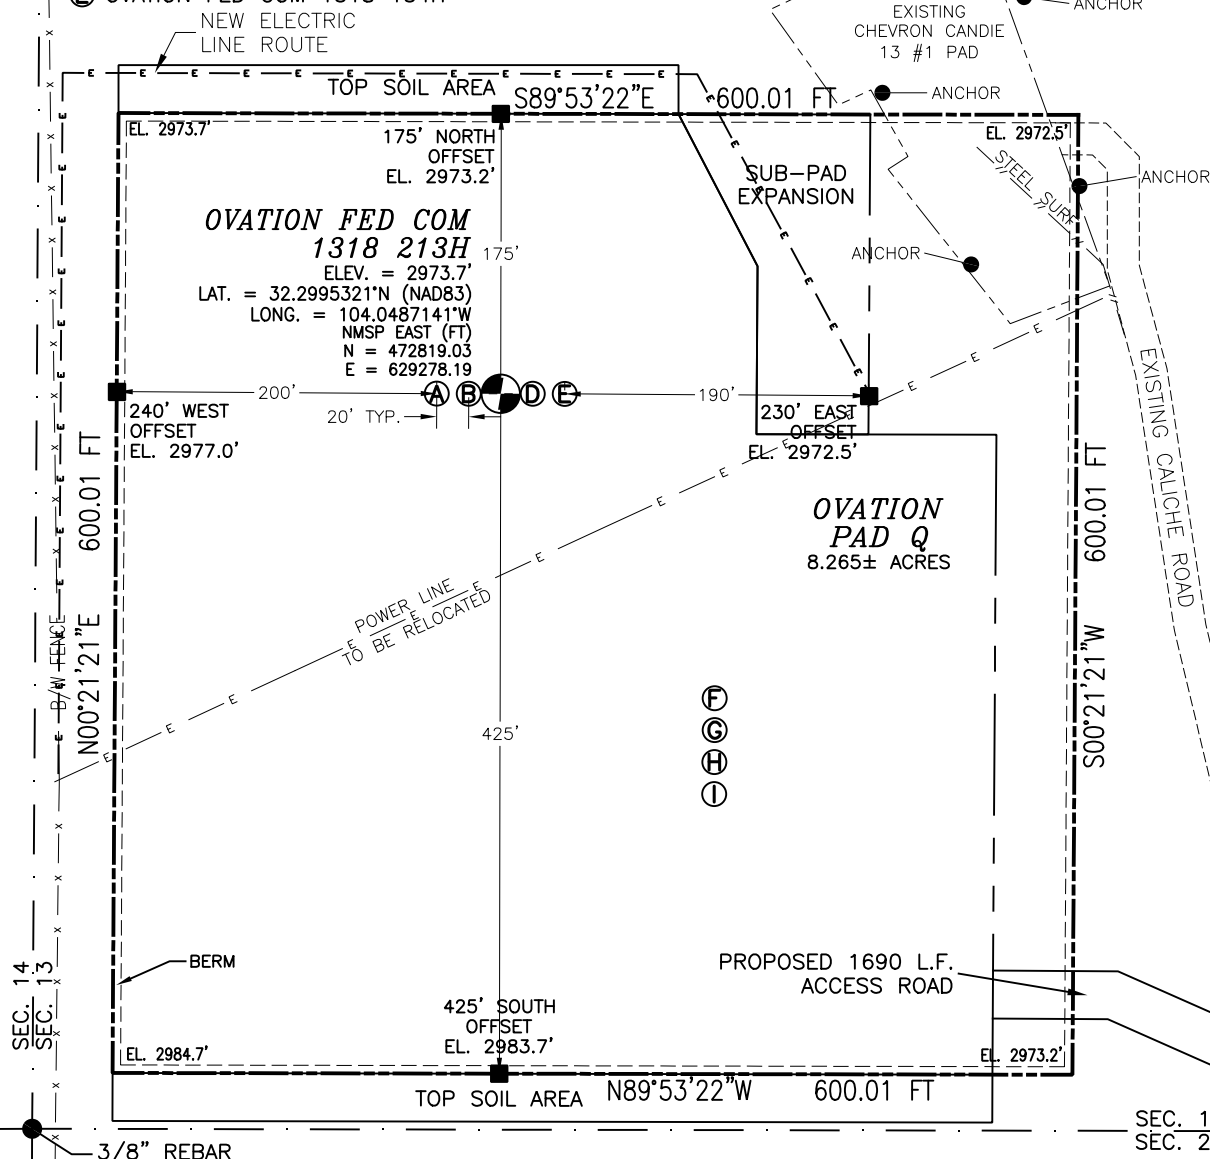 NEW ELECTRIC
LINE ROUTE
EXISTING
CHEVRON CANDIE
13 #1 PAD
ANCHOR
ANCHOR
TOP SOIL AREA
S89°53'22"E
600.01 FT
EL. 2973.7'
EL. 2972.5'
175' NORTH
OFFSET
EL. 2973.2'
SUB-PAD
EXPANSION
STEEL SURF
ANCHOR
ANCHOR
OVATION FED COM
1318 213H
ELEV. = 2973.7'
LAT. = 32.2995321°N (NAD83)
LONG. = 104.0487141°W
NMSP EAST (FT)
N = 472819.03
E = 629278.19
175'
200'
A B D E
190'
20' TYP.
240' WEST
OFFSET
EL. 2977.0'
230' EAST
OFFSET
EL. 2972.5'
EXISTING CALICHE ROAD
600.01 FT
N00°21'21"E
600.01 FT
S00°21'21"W
OVATION
PAD Q
8.265± ACRES
POWER LINE
TO BE RELOCATED
B/W FENCE
F
G
H
I
425'
BERM
PROPOSED 1690 L.F.
ACCESS ROAD
SEC. 14
SEC. 13
425' SOUTH
OFFSET
EL. 2983.7'
EL. 2984.7'
EL. 2973.2'
TOP SOIL AREA
N89°53'22"W
600.01 FT
3/8" REBAR
SEC. 1
SEC. 2